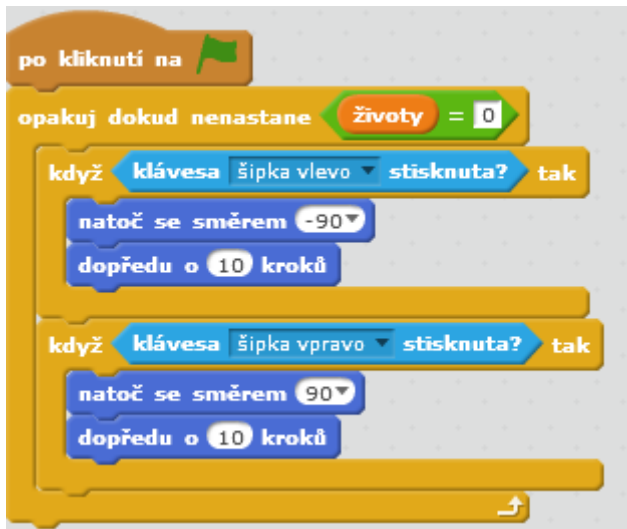 po kliknutí na
opakuj dokud nenastane životy = 0
když klávesa šipka vlevo stisknuta? tak
natoč se směrem -90
dopředu o 10 kroků
když klávesa šipka vpravo stisknuta? tak
natoč se směrem 90
dopředu o 10 kroků